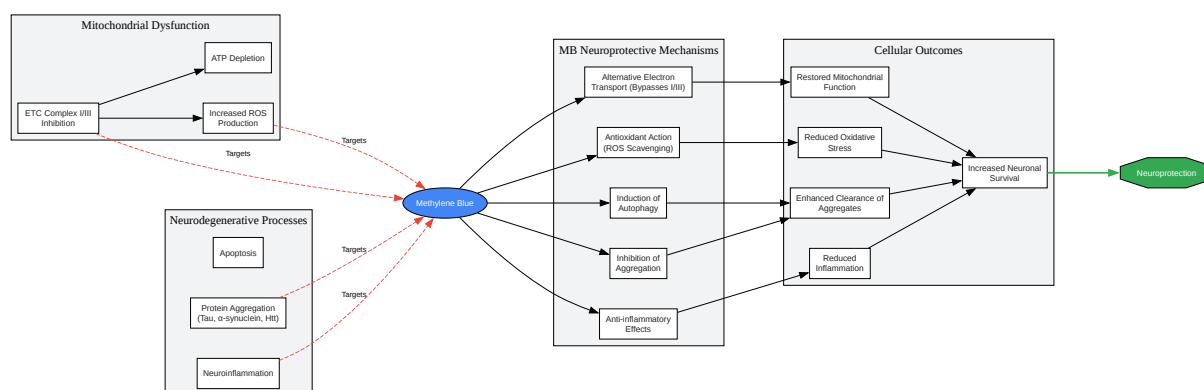 Mitochondrial Dysfunction
ATP Depletion
ETC Complex I/III
Inhibition
Increased ROS
Production
Targets
Targets
Neurodegenerative Processes
Apoptosis
Protein Aggregation
(Tau, α-synuclein, Htt)
Neuroinflammation
Targets
Targets
Methylene Blue
MB Neuroprotective Mechanisms
Alternative Electron
Transport (Bypasses I/III)
Antioxidant Action
(ROS Scavenging)
Induction of
Autophagy
Inhibition of
Aggregation
Anti-inflammatory
Effects
Cellular Outcomes
Restored Mitochondrial
Function
Reduced Oxidative
Stress
Enhanced Clearance of
Aggregates
Reduced
Inflammation
Increased Neuronal
Survival
Neuroprotection